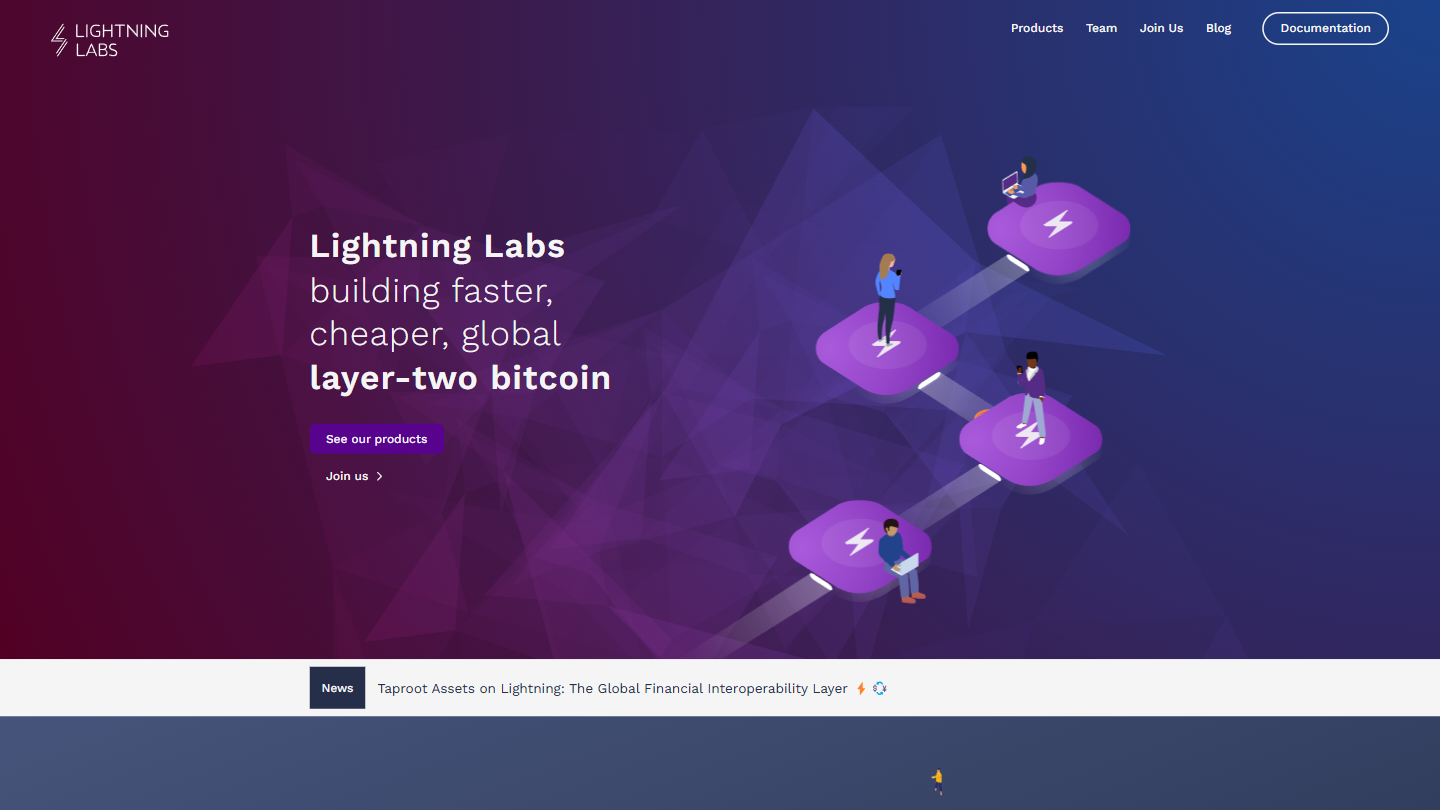 LIGHTNING
LABS
Products Team Join Us Blog Documentation
Lightning Labs
building faster,
cheaper, global
layer-two bitcoin
See our products
Join us
News Taproot Assets on Lightning: The Global Financial Interoperability Layer